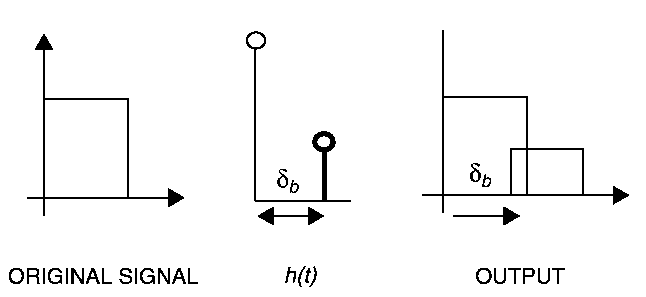 δb
δb
ORIGINAL SIGNAL
h(t)
OUTPUT